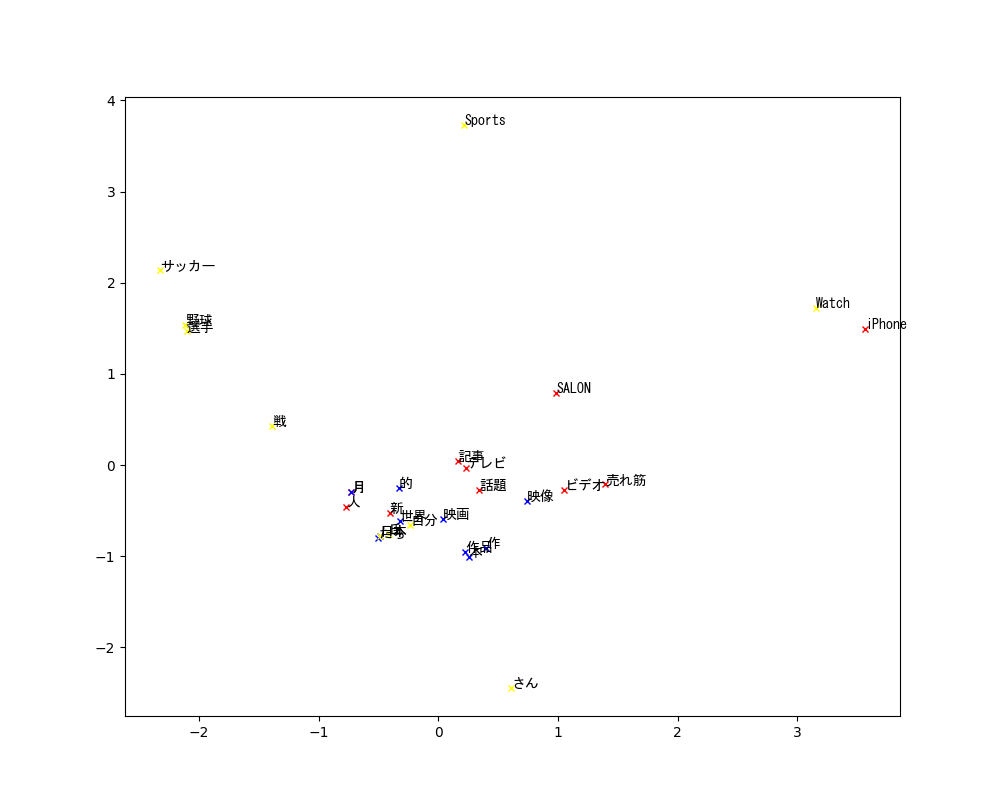 4
Sports
3
サッカー
2
野球
選手
Watch
iPhone
1
SALON
戦
0
記事
テレビ
的
話題
ビデオ
売れ筋
月
映像
人
新
世界
自分
映画
作品
作
本
−1
−2
さん
−2 −1 0 1 2 3